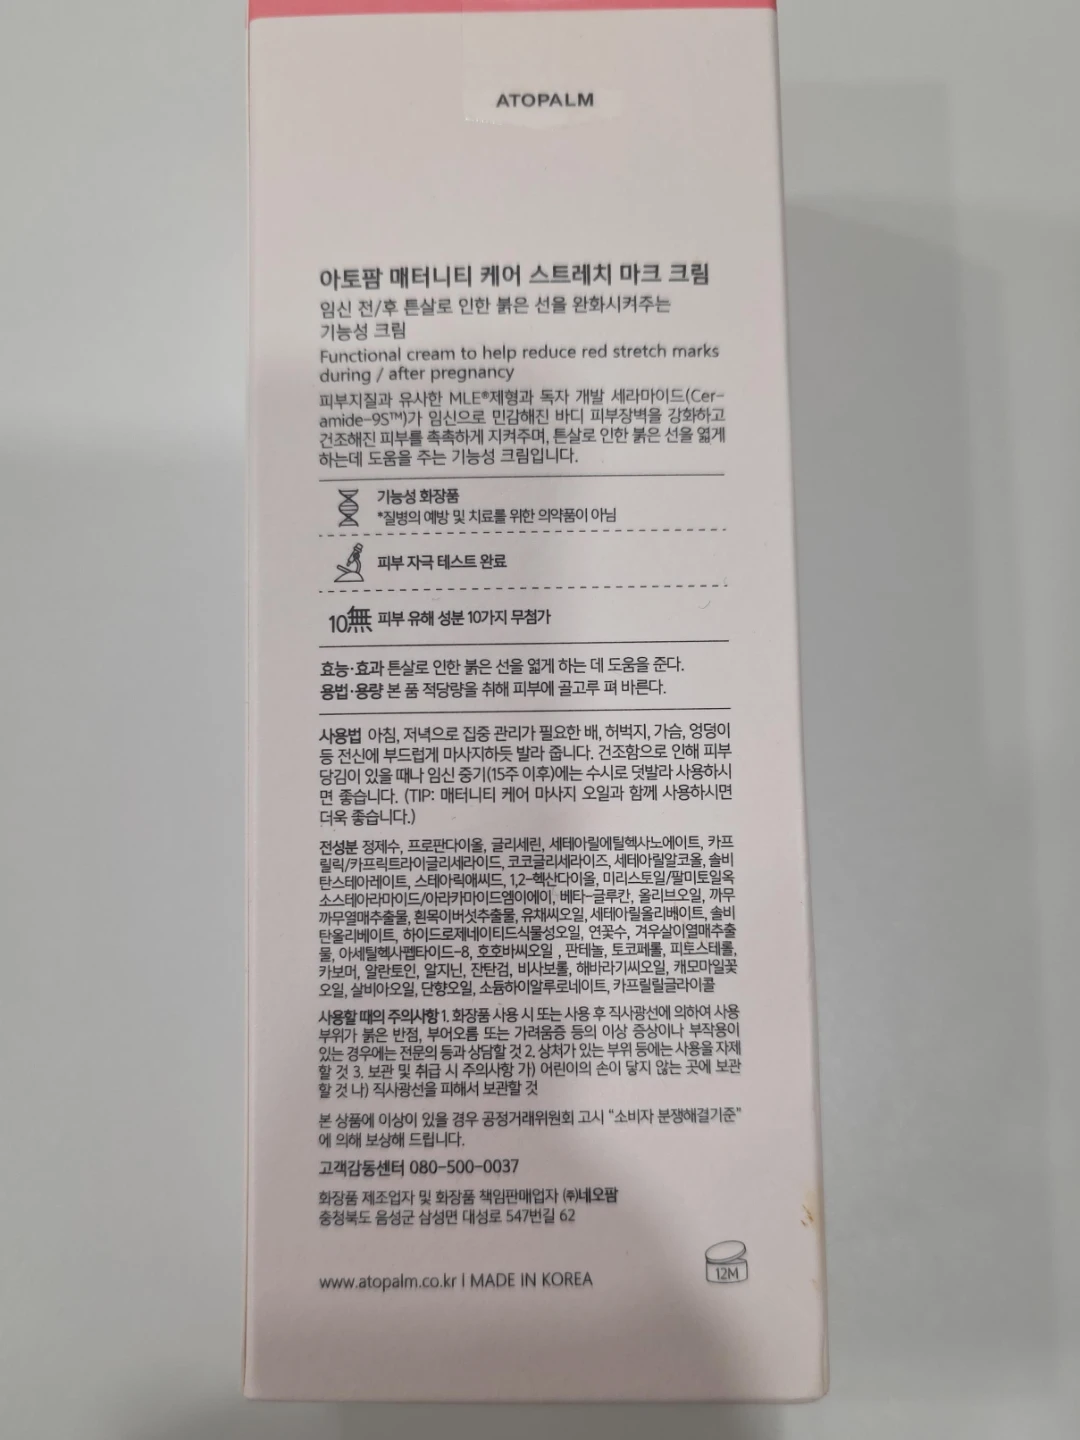 ATOPALM
아토팜 매터니티 케어 스트레치 마크 크림
임신 전/후 튼살로 인한 붉은 선을 완화시켜주는
기능성 크림
Functional cream to help reduce red stretch marks
during / after pregnancy
피부지질과 유사한 MLE®제형과 독자 개발 세라마이드(Cer-
amide-9S™)가 임신으로 민감해진 바디 피부장벽을 강화하고
건조해진 피부를 촉촉하게 지켜주며, 튼살로 인한 붉은 선을 엷게
하는데 도움을 주는 기능성 크림입니다.
기능성 화장품
*질병의 예방 및 치료를 위한 의약품이 아님
피부 자극 테스트 완료
10無 피부 유해 성분 10가지 무첨가
효능·효과 튼살로 인한 붉은 선을 엷게 하는 데 도움을 준다.
용법·용량 본 품 적당량을 취해 피부에 골고루 펴 바른다.
사용법 아침, 저녁으로 집중 관리가 필요한 배, 허벅지, 가슴, 엉덩이
등 전신에 부드럽게 마사지하듯 발라 줍니다. 건조함으로 인해 피부
당김이 있을 때나 임신 중기(15주 이후)에는 수시로 덧발라 사용하시
면 좋습니다. (TIP: 매터니티 케어 마사지 오일과 함께 사용하시면
더욱 좋습니다.)
전성분 정제수, 프로판다이올, 글리세린, 세테아릴에틸헥사노에이트, 카프
릴릭/카프릭트라이글리세라이드, 코코글리세라이즈, 세테아릴알코올, 솔비
탄스테아레이트, 스테아릭애씨드, 1,2-헥산다이올, 미리스토일/팔미토일옥
소스테아라마이드/아라카마이드엠이에이, 베타-글루칸, 올리브오일, 까무
까무열매추출물, 흰목이버섯추출물, 유채씨오일, 세테아릴올리베이트, 솔비
탄올리베이트, 하이드로제네이티드식물성오일, 연꽃수, 겨우살이열매추출
물, 아세틸헥사펩타이드-8, 호호바씨오일 , 판테놀, 토코페롤, 피토스테롤,
카보머, 알란토인, 알지닌, 잔탄검, 비사보롤, 해바라기씨오일, 캐모마일꽃
오일, 살비아오일, 단향오일, 소듐하이알루로네이트, 카프릴릴글라이콜
사용할 때의 주의사항 1. 화장품 사용 시 또는 사용 후 직사광선에 의하여 사용
부위가 붉은 반점, 부어오름 또는 가려움증 등의 이상 증상이나 부작용이
있는 경우에는 전문의 등과 상담할 것 2. 상처가 있는 부위 등에는 사용을 자제
할 것 3. 보관 및 취급 시 주의사항 가) 어린이의 손이 닿지 않는 곳에 보관
할 것 나) 직사광선을 피해서 보관할 것
본 상품에 이상이 있을 경우 공정거래위원회 고시 "소비자 분쟁해결기준"
에 의해 보상해 드립니다.
고객감동센터 080-500-0037
화장품 제조업자 및 화장품 책임판매업자 ㈜네오팜
충청북도 음성군 삼성면 대성로 547번길 62
12M
www.atopalm.co.kr l MADE IN KOREA